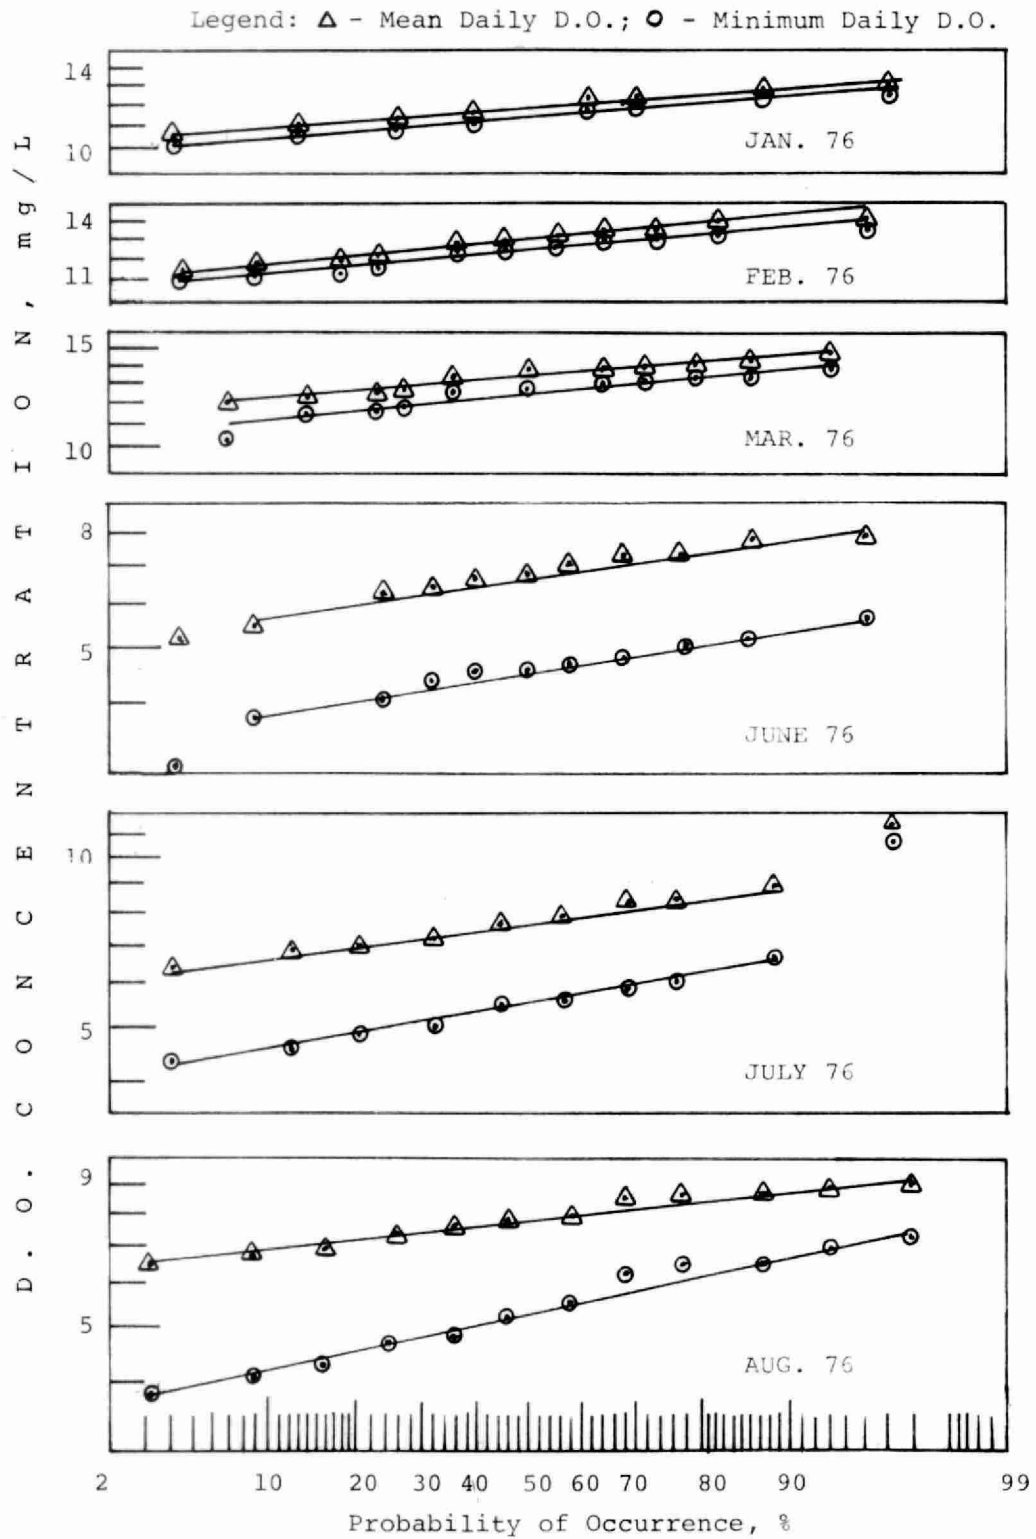 Legend: △ - Mean Daily D.O.; ⊙ - Minimum Daily D.O.
D.O. CONCENTRATION, mg/L
14
10
JAN. 76
14
11
FEB. 76
15
10
MAR. 76
8
5
JUNE 76
10
5
JULY 76
9
5
AUG. 76
2 10 20 30 40 50 60 70 80 90 99
Probability of Occurrence, %